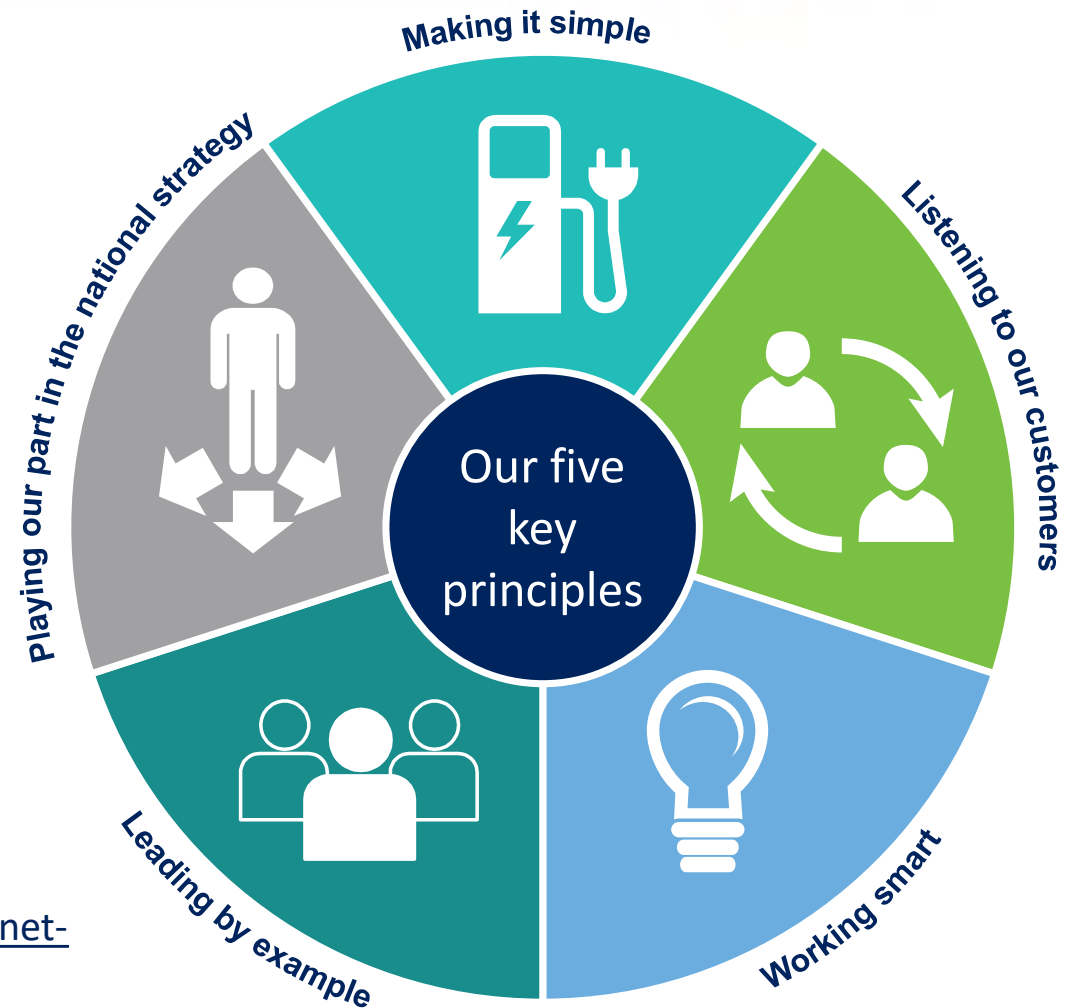 Making it simple
Listening to our customers
Working smart
Leading by example
Playing our part in the national strategy
Our five
key
principles
net-